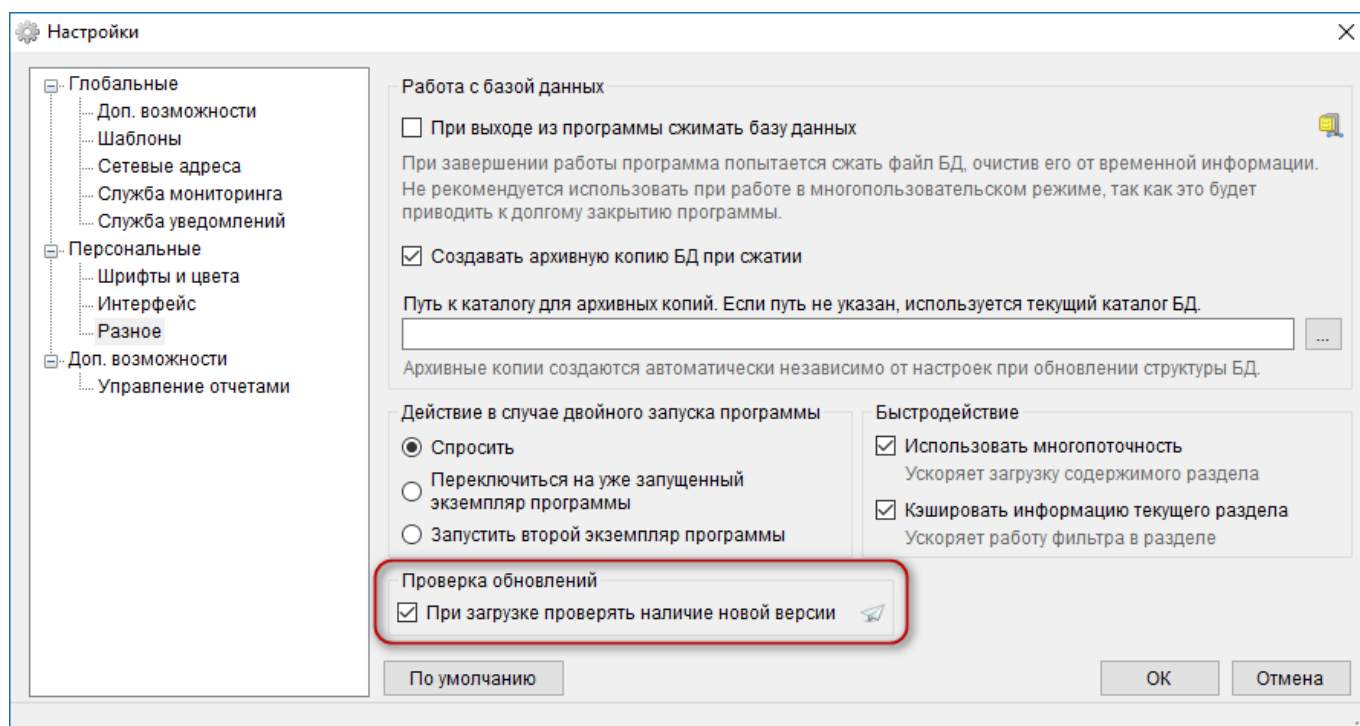 Настройки
Глобальные
Доп. возможности
Шаблоны
Сетевые адреса
Служба мониторинга
Служба уведомлений
Персональные
Шрифты и цвета
Интерфейс
Разное
Доп. возможности
Управление отчетами
Работа с базой данных
При выходе из программы сжимать базу данных
При завершении работы программа попытается сжать файл БД, очистив его от временной информации.
Не рекомендуется использовать при работе в многопользовательском режиме, так как это будет
приводить к долгому закрытию программы.
Создавать архивную копию БД при сжатии
Путь к каталогу для архивных копий. Если путь не указан, используется текущий каталог БД.
...
Архивные копии создаются автоматически независимо от настроек при обновлении структуры БД.
Действие в случае двойного запуска программы
Спросить
Переключиться на уже запущенный
экземпляр программы
Запустить второй экземпляр программы
Быстродействие
Использовать многопоточность
Ускоряет загрузку содержимого раздела
Кэшировать информацию текущего раздела
Ускоряет работу фильтра в разделе
Проверка обновлений
При загрузке проверять наличие новой версии
По умолчанию
ОК
Отмена